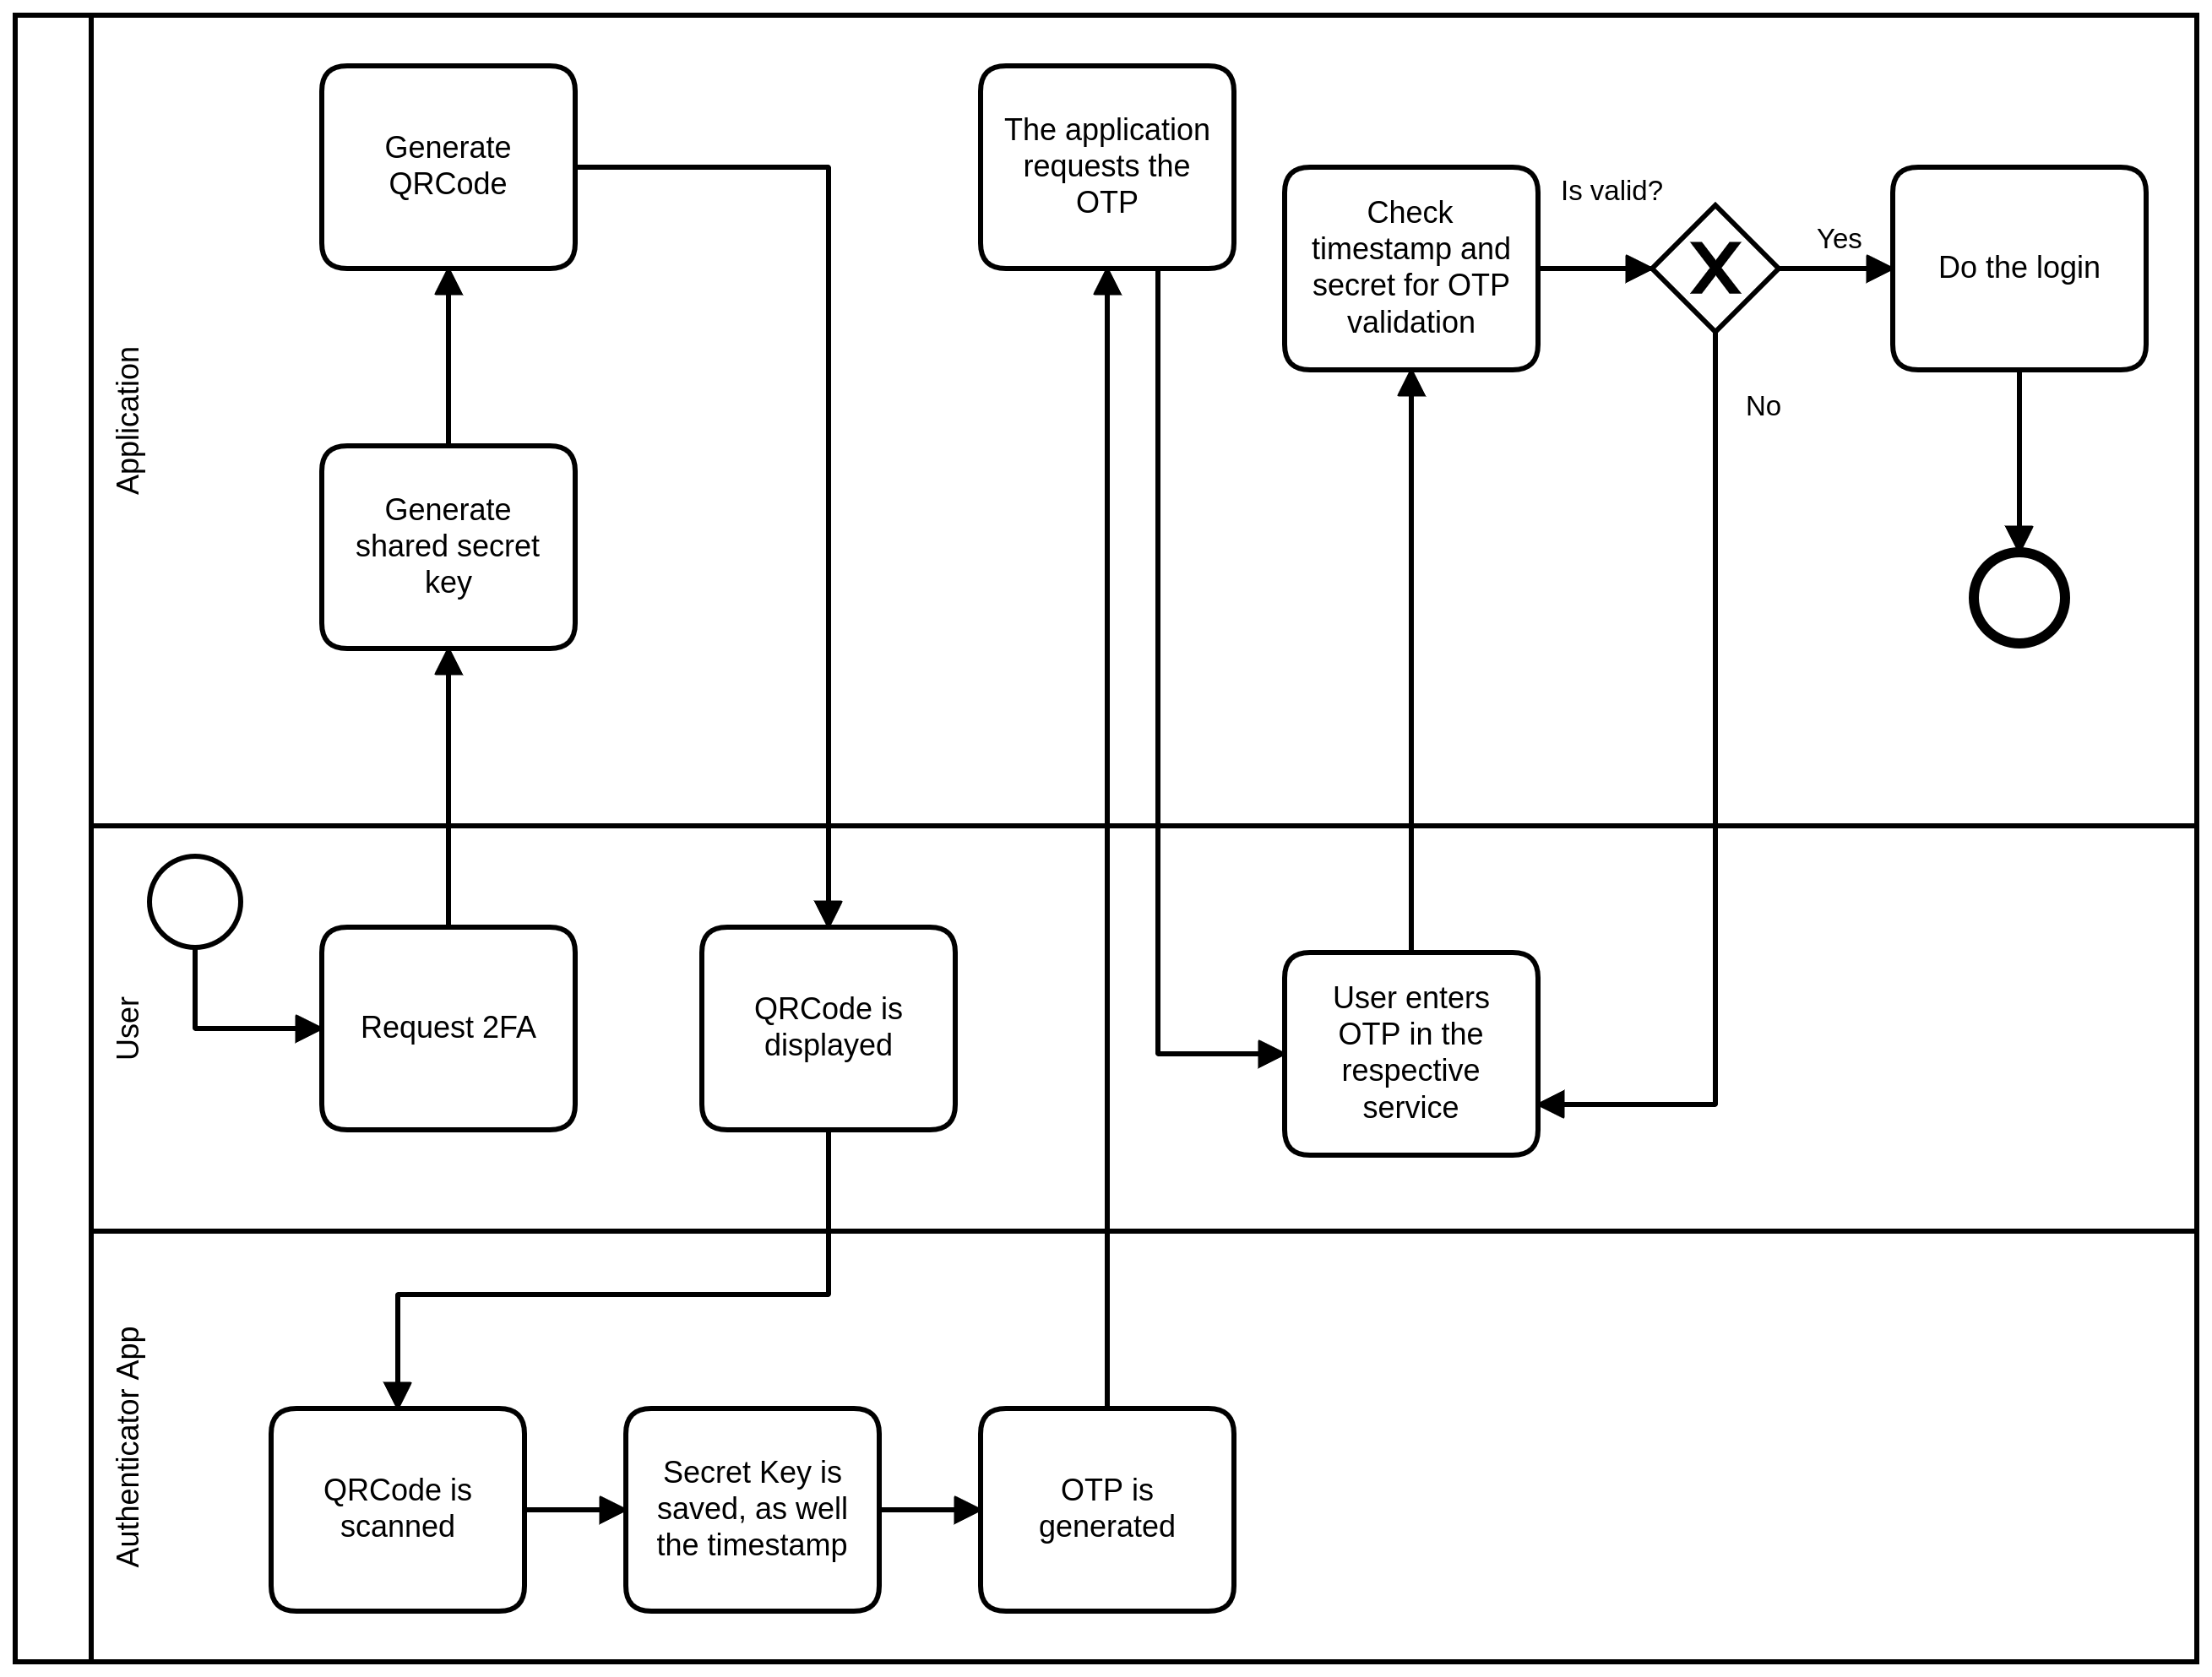 Application
Generate
QRCode
The application
requests the
OTP
Check
timestamp and
secret for OTP
validation
Is valid?
Yes
Do the login
No
Generate
shared secret
key
User
Request 2FA
QRCode is
displayed
User enters
OTP in the
respective
service
Authenticator App
QRCode is
scanned
Secret Key is
saved, as well
the timestamp
OTP is
generated